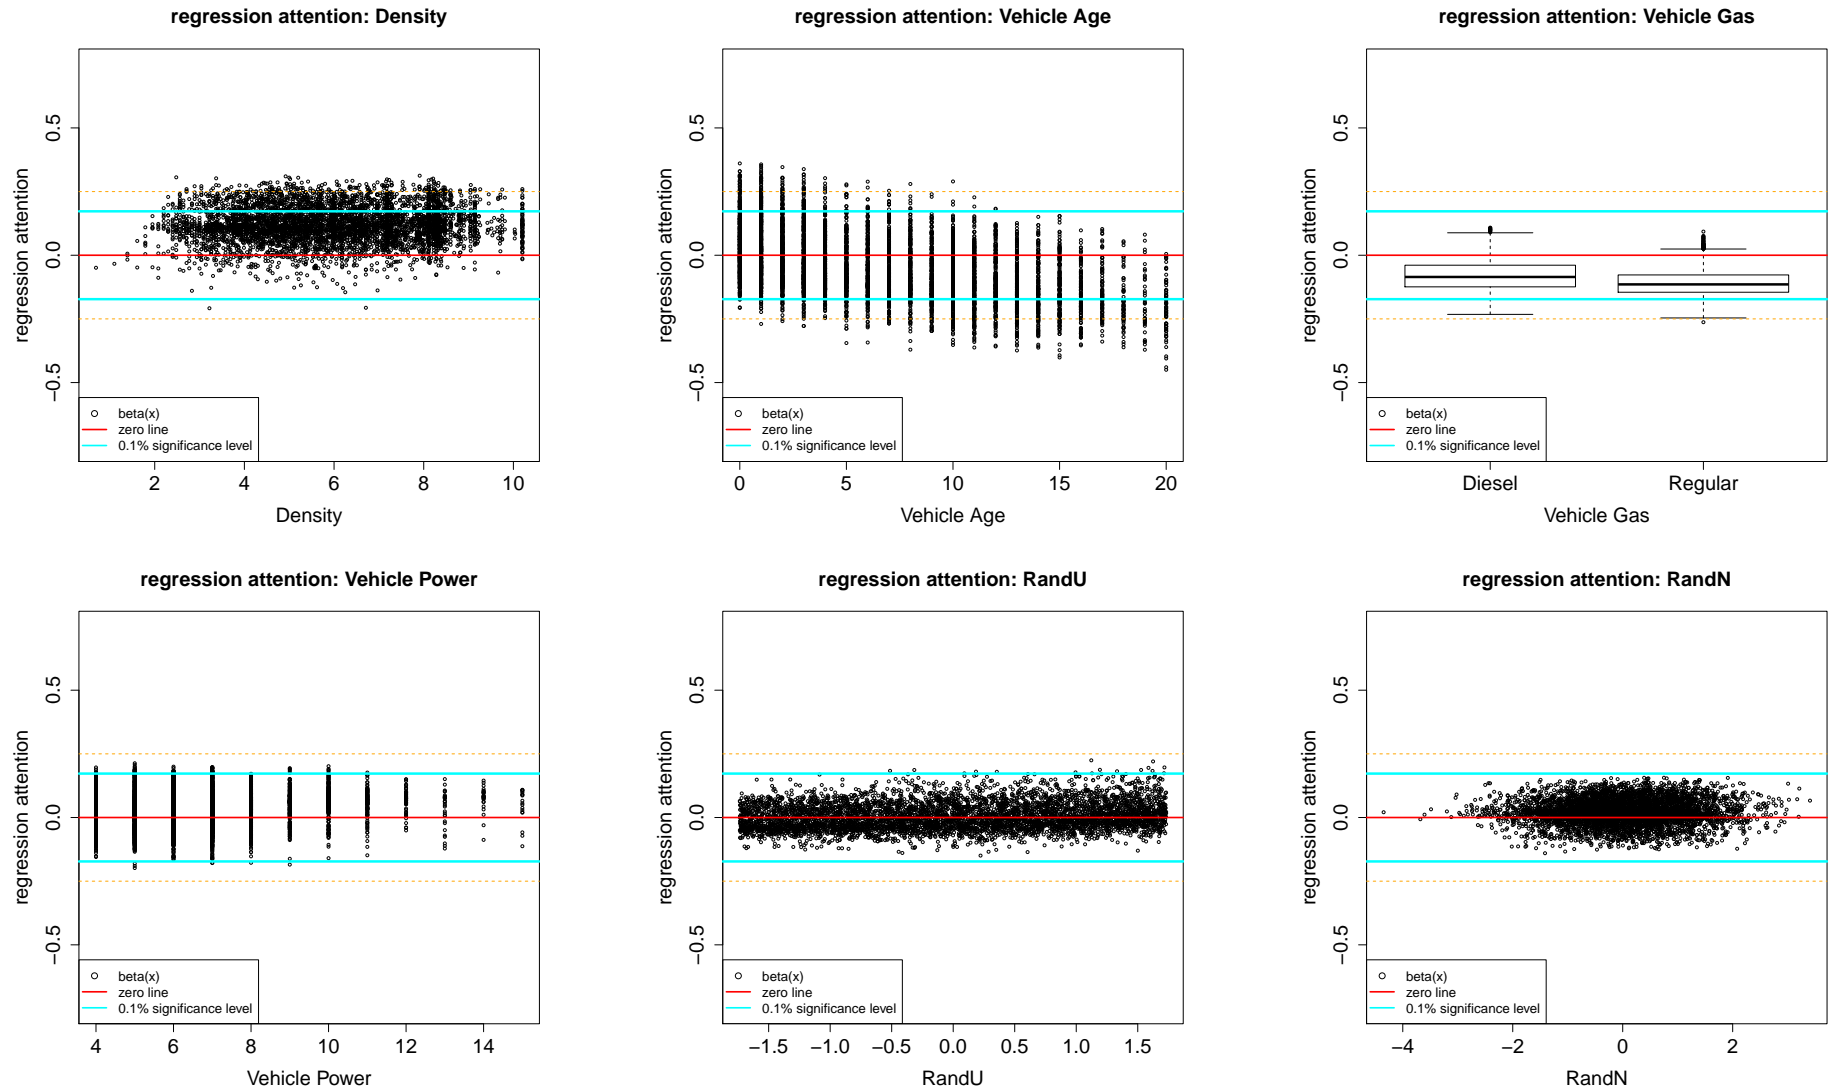 regression attention: Density
regression attention
0.5
0.0
−0.5
beta(x)
zero line
0.1% significance level
2 4 6 8 10
Density
regression attention: Vehicle Age
regression attention
0.5
0.0
−0.5
beta(x)
zero line
0.1% significance level
0 5 10 15 20
Vehicle Age
regression attention: Vehicle Gas
regression attention
0.5
0.0
−0.5
beta(x)
zero line
0.1% significance level
Diesel Regular
Vehicle Gas
regression attention: Vehicle Power
regression attention
0.5
0.0
−0.5
beta(x)
zero line
0.1% significance level
4 6 8 10 12 14
Vehicle Power
regression attention: RandU
regression attention
0.5
0.0
−0.5
beta(x)
zero line
0.1% significance level
−1.5 −1.0 −0.5 0.0 0.5 1.0 1.5
RandU
regression attention: RandN
regression attention
0.5
0.0
−0.5
beta(x)
zero line
0.1% significance level
−4 −2 0 2
RandN